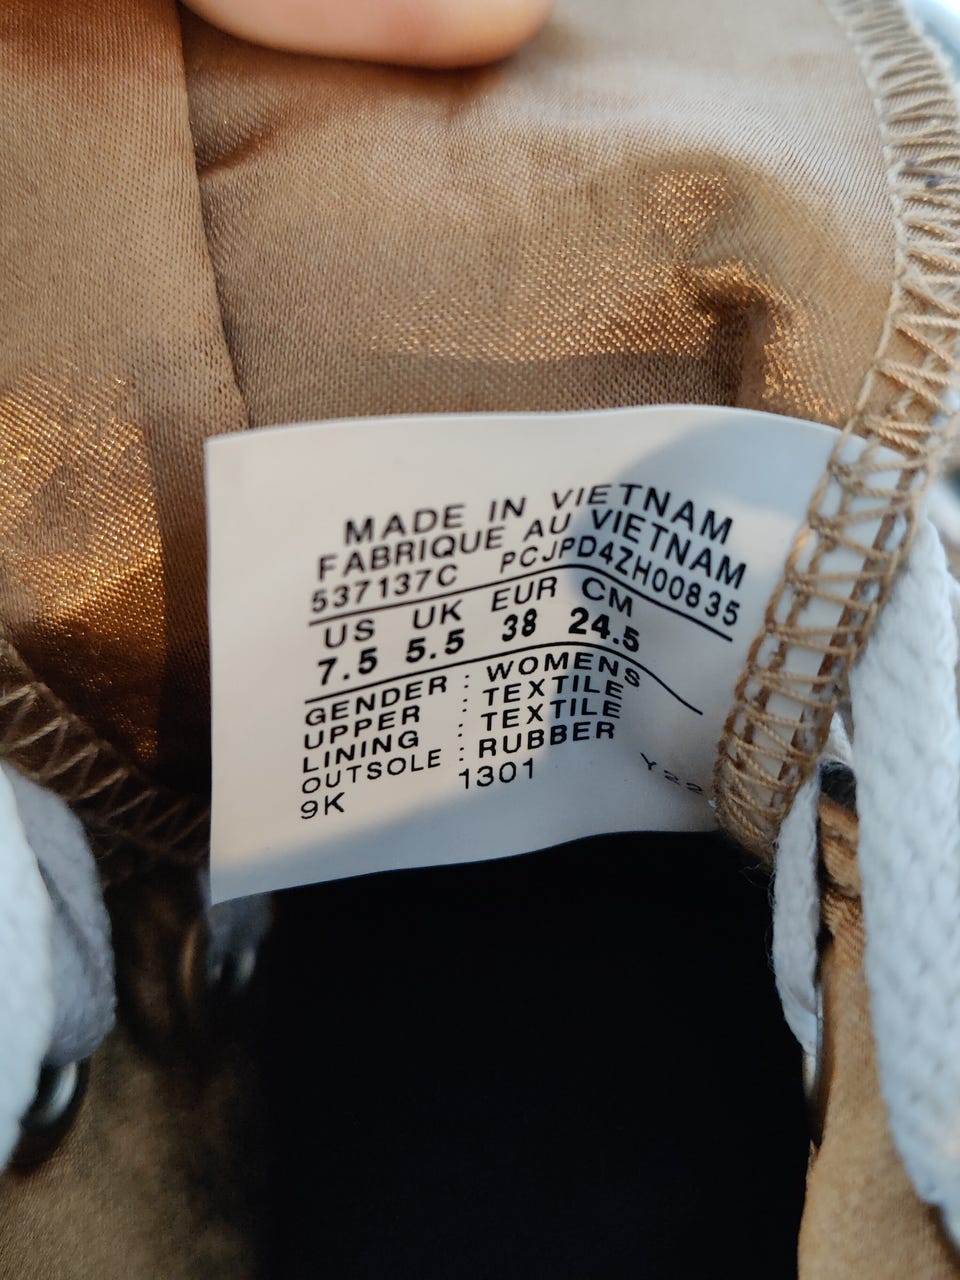 MADE IN VIETNAM
FABRIQUE AU VIETNAM
537137C PCJPD4ZH00835
US UK EUR CM
7.5 5.5 38 24.5
GENDER : WOMENS
UPPER : TEXTILE
LINING : TEXTILE
OUTSOLE : RUBBER
9K 1301 Y22